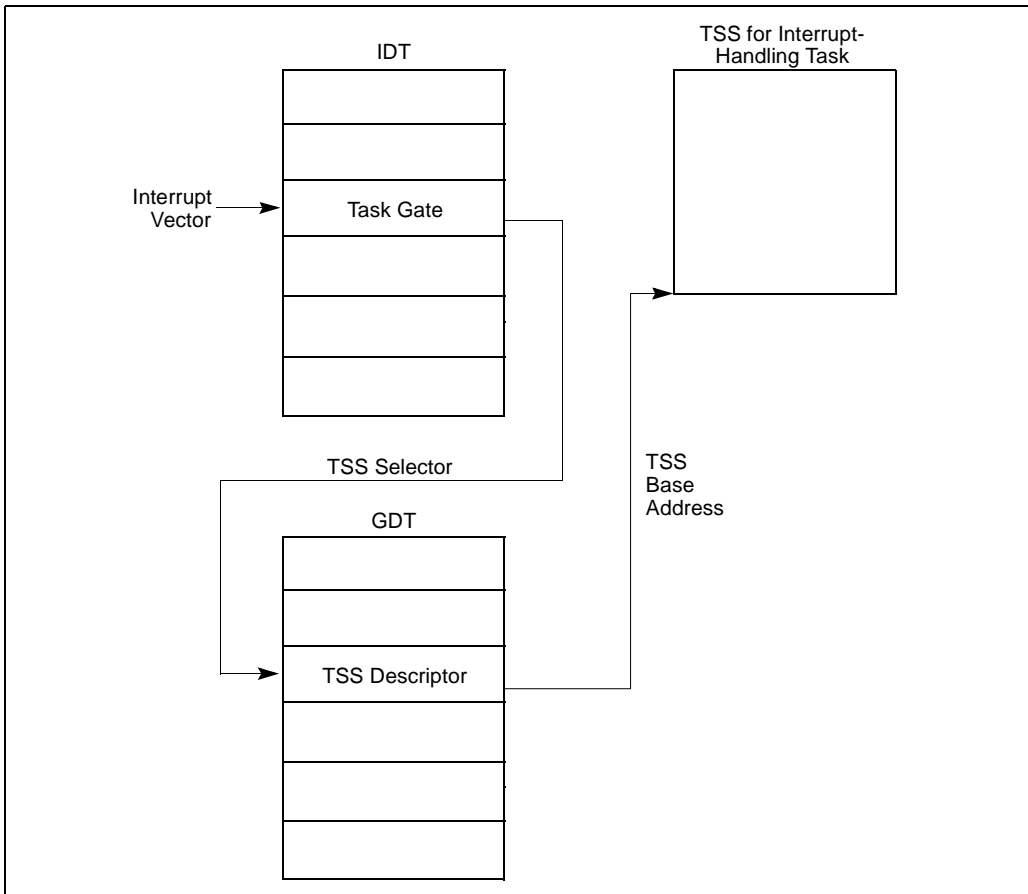 IDT
TSS for Interrupt-
Handling Task
Interrupt
Vector
Task Gate
TSS Selector
TSS
Base
Address
GDT
TSS Descriptor